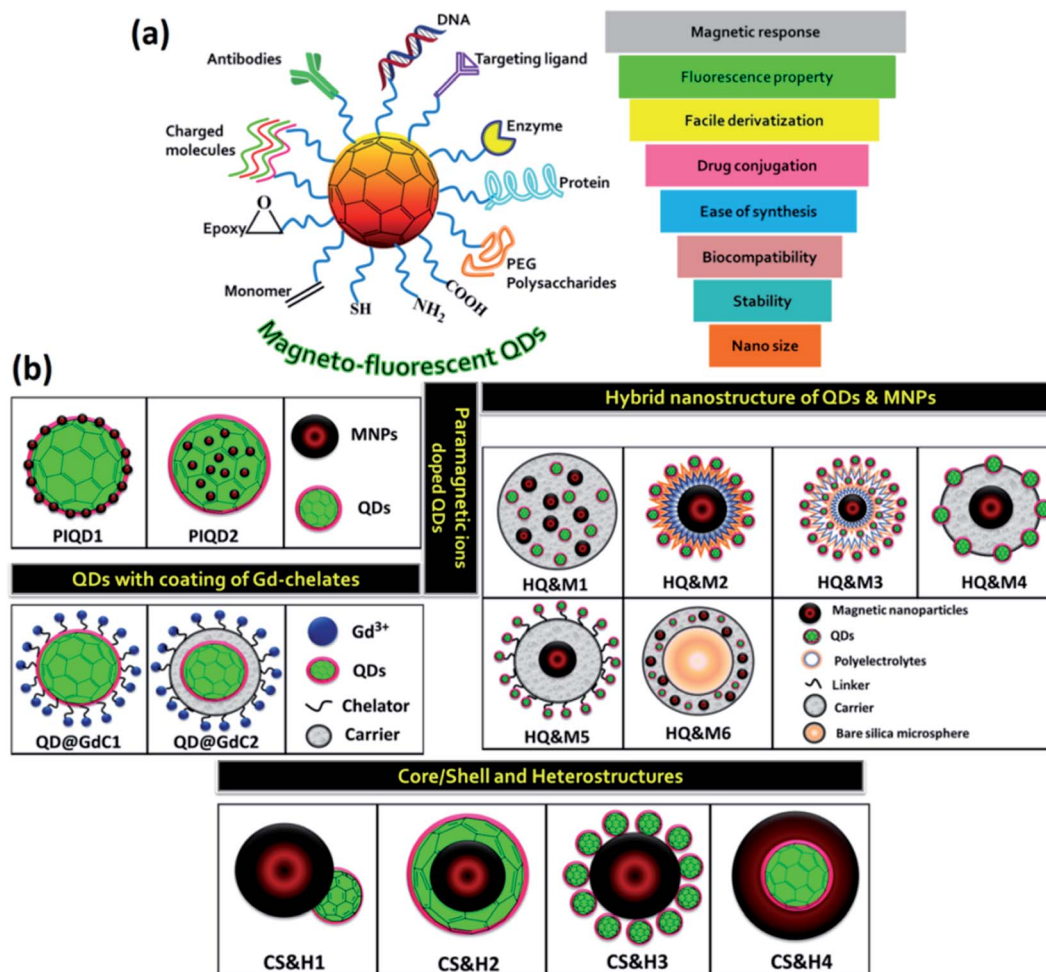 (a)
DNA
Antibodies
Targeting ligand
Charged
molecules
Enzyme
Protein
O
Epoxy
PEG
Polysaccharides
Monomer
SH
NH2
COOH
Magneto-fluorescent QDs
Magnetic response
Fluorescence property
Facile derivatization
Drug conjugation
Ease of synthesis
Biocompatibility
Stability
Nano size
(b)
MNPs
QDs
PIQD1
PIQD2
Paramagnetic ions
doped QDs
QDs with coating of Gd-chelates
Gd3+
QDs
Chelator
Carrier
QD@GdC1
QD@GdC2
Hybrid nanostructure of QDs & MNPs
HQ&M1
HQ&M2
HQ&M3
HQ&M4
HQ&M5
HQ&M6
Magnetic nanoparticles
QDs
Polyelectrolytes
Linker
Carrier
Bare silica microsphere
Core/Shell and Heterostructures
CS&H1
CS&H2
CS&H3
CS&H4